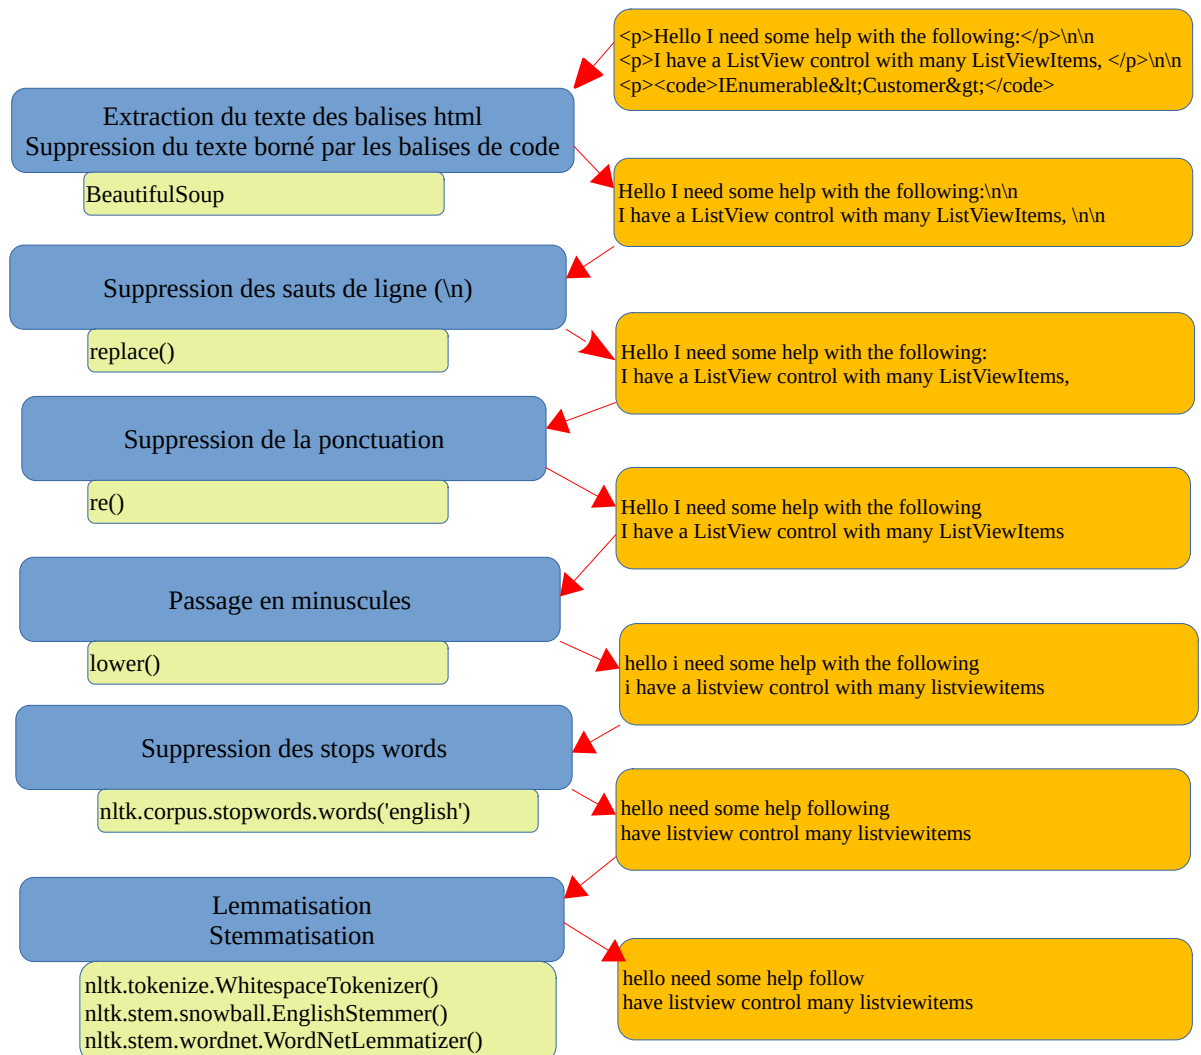 <p>Hello I need some help with the following:</p>\n\n
<p>I have a ListView control with many ListViewItems, </p>\n\n
<p><code>IEnumerable&lt;Customer&gt;</code>
Extraction du texte des balises html
Suppression du texte borné par les balises de code
BeautifulSoup
Hello I need some help with the following:\n\n
I have a ListView control with many ListViewItems, \n\n
Suppression des sauts de ligne (\n)
replace()
Hello I need some help with the following:
I have a ListView control with many ListViewItems,
Suppression de la ponctuation
re()
Hello I need some help with the following
I have a ListView control with many ListViewItems
Passage en minuscules
lower()
hello i need some help with the following
i have a listview control with many listviewitems
Suppression des stops words
nltk.corpus.stopwords.words('english')
hello need some help following
have listview control many listviewitems
Lemmatisation
Stemmatisation
nltk.tokenize.WhitespaceTokenizer()
nltk.stem.snowball.EnglishStemmer()
nltk.stem.wordnet.WordNetLemmatizer()
hello need some help follow
have listview control many listviewitems